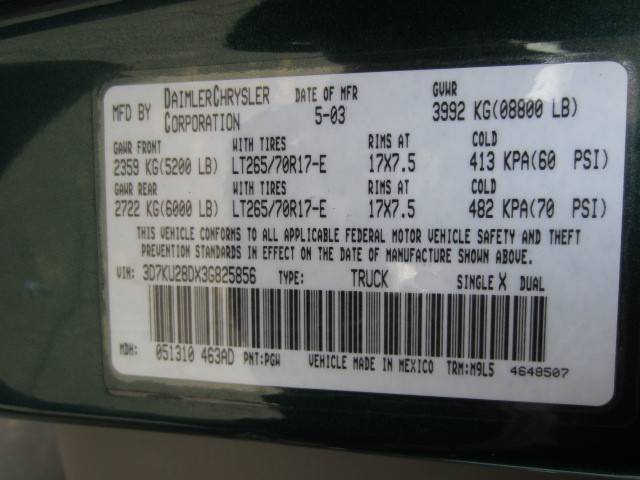 MFD BY DAIMLERCHRYSLER CORPORATION DATE OF MFR 5-03 GVWR 3992 KG(08800 LB)
GAWR FRONT WITH TIRES RIMS AT COLD
2359 KG(5200 LB) LT265/70R17-E 17X7.5 413 KPA(60 PSI)
GAWR REAR WITH TIRES RIMS AT COLD
2722 KG(6000 LB) LT265/70R17-E 17X7.5 482 KPA(70 PSI)
THIS VEHICLE CONFORMS TO ALL APPLICABLE FEDERAL MOTOR VEHICLE SAFETY AND THEFT
PREVENTION STANDARDS IN EFFECT ON THE DATE OF MANUFACTURE SHOWN ABOVE.
VIN: 3D7KU28DX3G825856 TYPE: TRUCK SINGLE X DUAL
MDH: 051310 463AD PNT:PGW VEHICLE MADE IN MEXICO TRM:M9L5 4648507